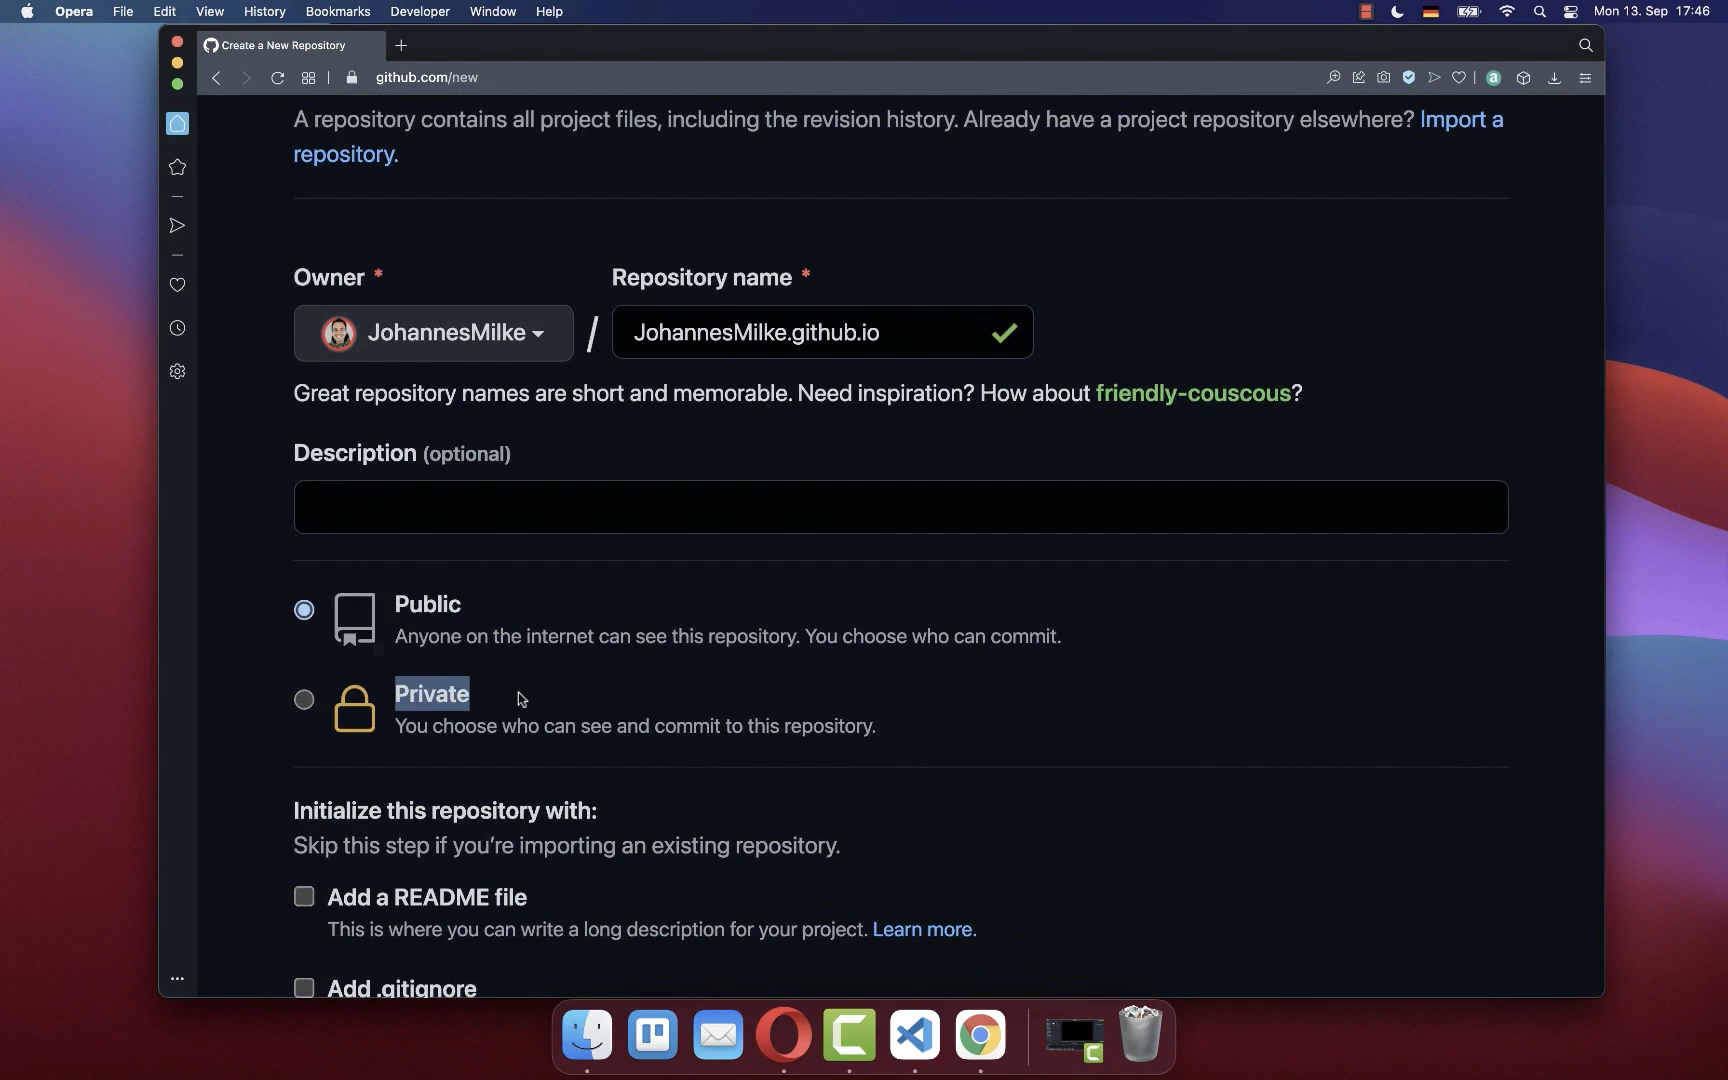 Opera File Edit View History Bookmarks Developer Window Help Mon 13. Sep 17:46
Create a New Repository
github.com/new
A repository contains all project files, including the revision history. Already have a project repository elsewhere? Import a
repository.
Owner * Repository name *
JohannesMilke / JohannesMilke.github.io
Great repository names are short and memorable. Need inspiration? How about friendly-couscous?
Description (optional)
Public
Anyone on the internet can see this repository. You choose who can commit.
Private
You choose who can see and commit to this repository.
Initialize this repository with:
Skip this step if you're importing an existing repository.
Add a README file
This is where you can write a long description for your project. Learn more.
Add .gitignore